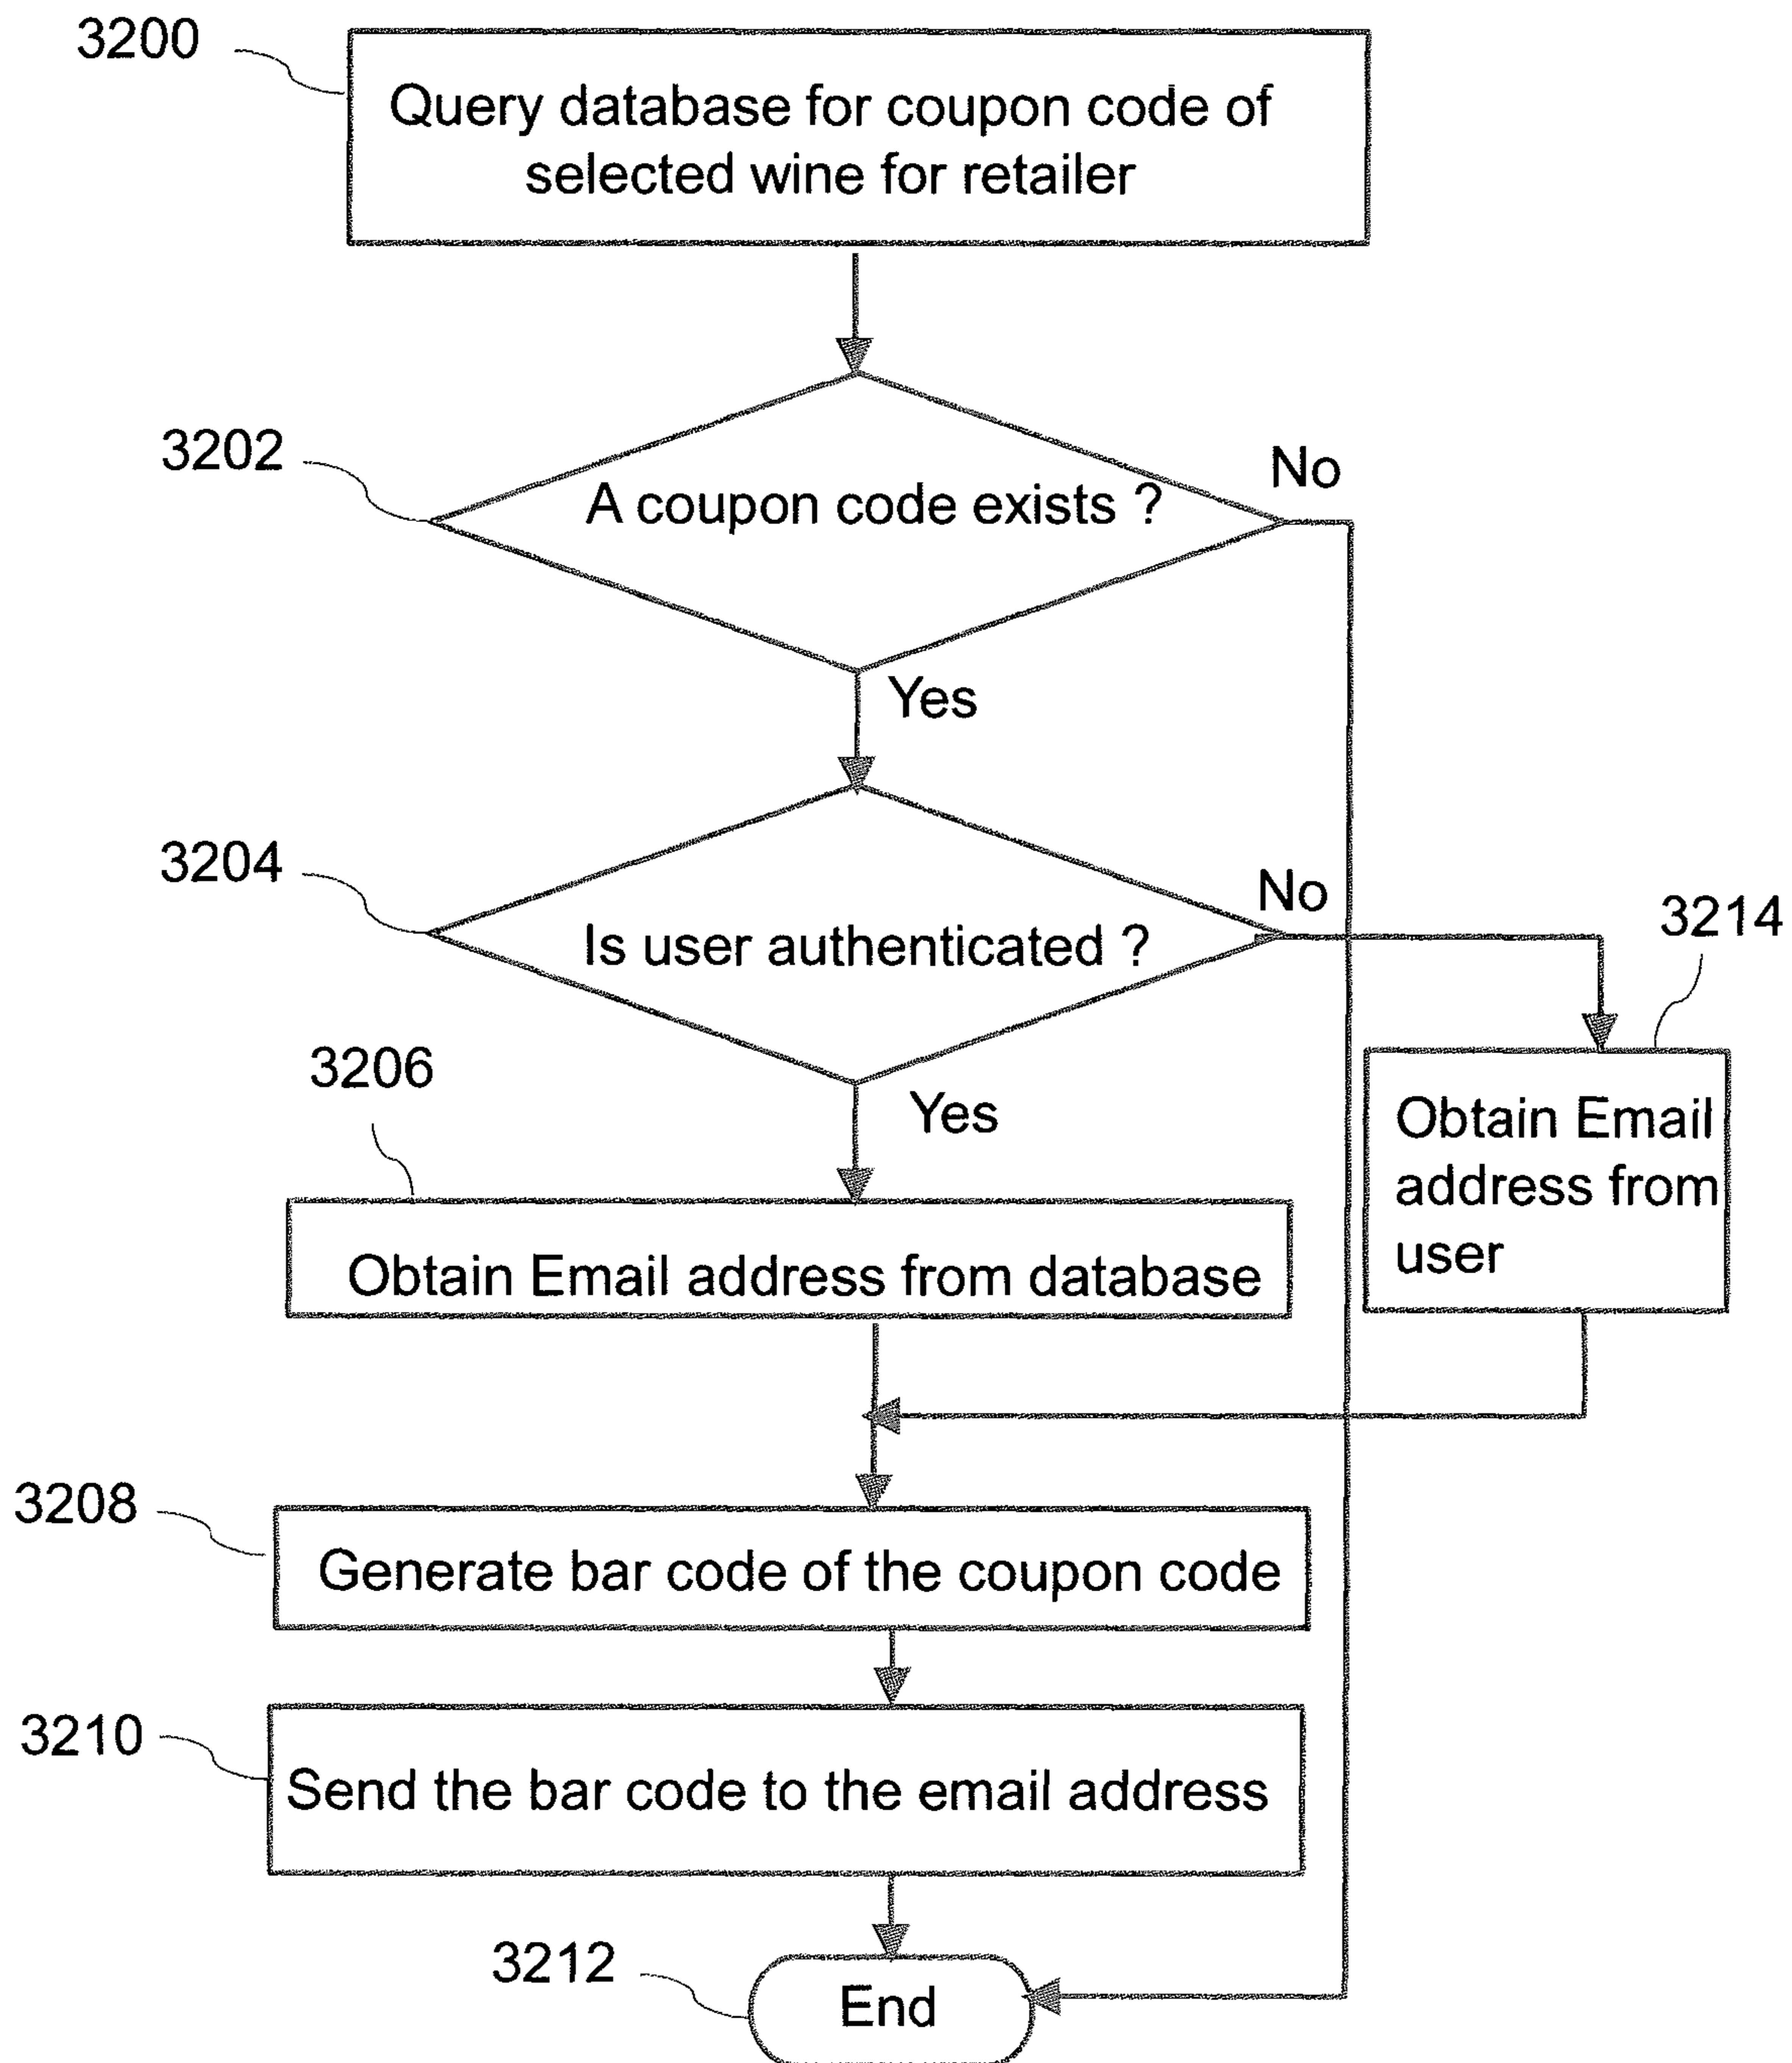 3200
Query database for coupon code of
selected wine for retailer
3202
A coupon code exists ?
No
Yes
3204
Is user authenticated ?
No
3214
Yes
3206
Obtain Email
address from
user
Obtain Email address from database
3208
Generate bar code of the coupon code
3210
Send the bar code to the email address
3212
End